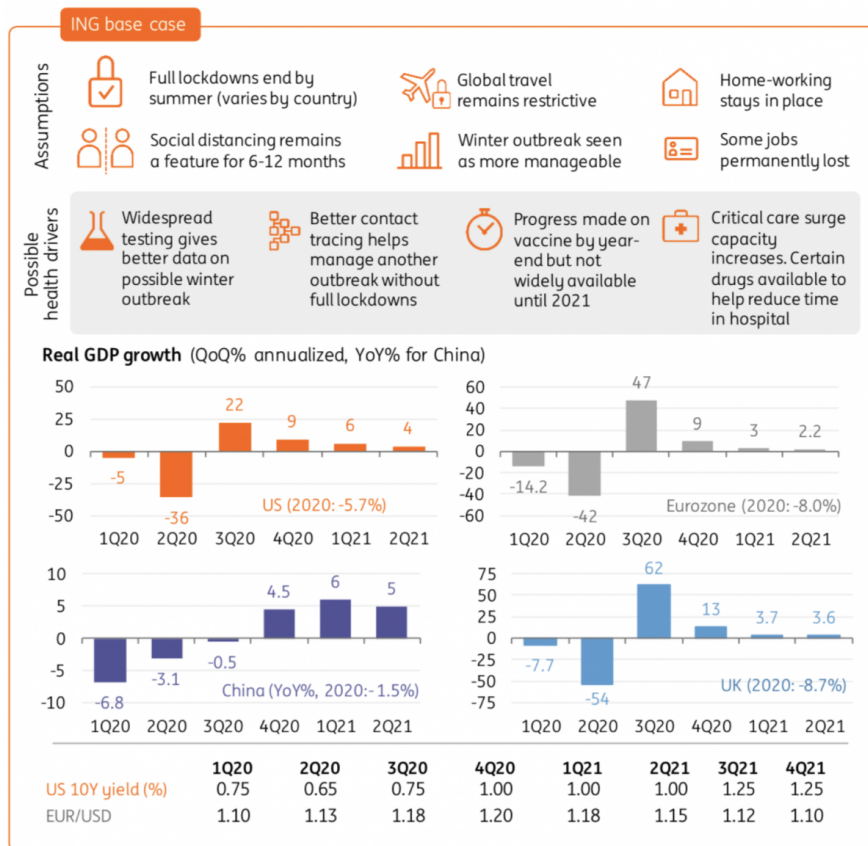 ING base case
Assumptions
Full lockdowns end by
summer (varies by country)
Global travel
remains restrictive
Home-working
stays in place
Social distancing remains
a feature for 6-12 months
Winter outbreak seen
as more manageable
Some jobs
permanently lost
Possible
health drivers
Widespread
testing gives
better data on
possible winter
outbreak
Better contact
tracing helps
manage another
outbreak without
full lockdowns
Progress made on
vaccine by year-
end but not
widely available
until 2021
Critical care surge
capacity
increases. Certain
drugs available to
help reduce time
in hospital
Real GDP growth (QoQ% annualized, YoY% for China)
50
25
0
-25
-50
22
9
6
4
-5
-36
US (2020: -5.7%)
1Q20 2Q20 3Q20 4Q20 1Q21 2Q21
60
40
20
0
-20
-40
-60
47
9
3
2.2
-14.2
-42
Eurozone (2020: -8.0%)
1Q20 2Q20 3Q20 4Q20 1Q21 2Q21
10
5
0
-5
-10
4.5
6
5
-0.5
-3.1
-6.8
China (YoY%, 2020:-1.5%)
1Q20 2Q20 3Q20 4Q20 1Q21 2Q21
75
50
25
0
-25
-50
-75
62
13
3.7
3.6
-7.7
-54
UK (2020: -8.7%)
1Q20 2Q20 3Q20 4Q20 1Q21 2Q21
1Q20 2Q20 3Q20 4Q20 1Q21 2Q21 3Q21 4Q21
US 10Y yield (%) 0.75 0.65 0.75 1.00 1.00 1.00 1.25 1.25
EUR/USD 1.10 1.13 1.18 1.20 1.18 1.15 1.12 1.10